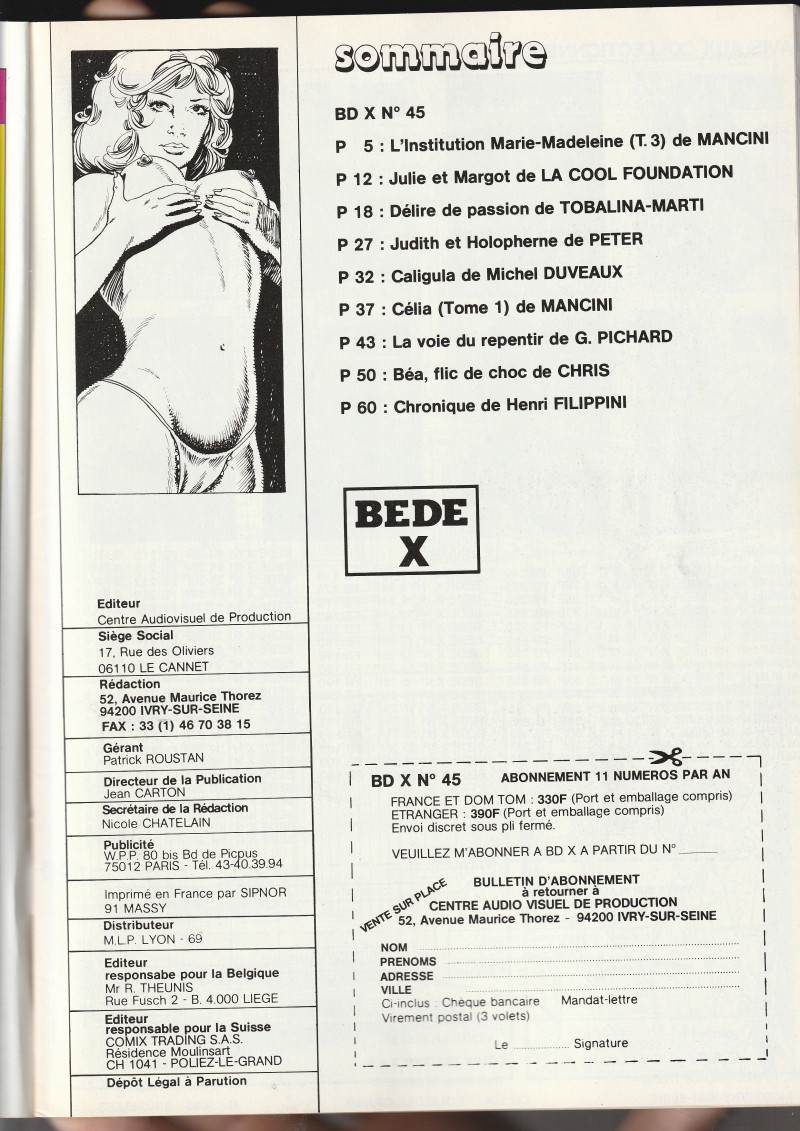 sommaire
BD X N° 45
P 5 : L'Institution Marie-Madeleine (T. 3) de MANCINI
P 12 : Julie et Margot de LA COOL FOUNDATION
P 18 : Délire de passion de TOBALINA-MARTI
P 27 : Judith et Holopherne de PETER
P 32 : Caligula de Michel DUVEAUX
P 37 : Célia (Tome 1) de MANCINI
P 43 : La voie du repentir de G. PICHARD
P 50 : Béa, flic de choc de CHRIS
P 60 : Chronique de Henri FILIPPINI
BEDE
X
Editeur
Centre Audiovisuel de Production
Siège Social
17, Rue des Oliviers
06110 LE CANNET
Rédaction
52, Avenue Maurice Thorez
94200 IVRY-SUR-SEINE
FAX : 33 (1) 46 70 38 15
Gérant
Patrick ROUSTAN
Directeur de la Publication
Jean CARTON
Secrétaire de la Rédaction
Nicole CHATELAIN
Publicité
W.P.P. 80 bis Bd de Picpus
75012 PARIS - Tél. 43-40.39.94
Imprimé en France par SIPNOR
91 MASSY
Distributeur
M.L.P. LYON - 69
Editeur
responsabe pour la Belgique
Mr R. THEUNIS
Rue Fusch 2 - B. 4.000 LIEGE
Editeur
responsable pour la Suisse
COMIX TRADING S.A.S.
Résidence Moulinsart
CH 1041 - POLIEZ-LE-GRAND
Dépôt Légal à Parution
BD X N° 45 ABONNEMENT 11 NUMEROS PAR AN
FRANCE ET DOM TOM : 330F (Port et emballage compris)
ETRANGER : 390F (Port et emballage compris)
Envoi discret sous pli fermé.
VEUILLEZ M'ABONNER A BD X A PARTIR DU N° ______
VENTE SUR PLACE
BULLETIN D'ABONNEMENT
à retourner à
CENTRE AUDIO VISUEL DE PRODUCTION
52, Avenue Maurice Thorez - 94200 IVRY-SUR-SEINE
NOM
PRENOMS
ADRESSE
VILLE
Ci-inclus : Chèque bancaire Mandat-lettre
Virement postal (3 volets)
Le .................... Signature